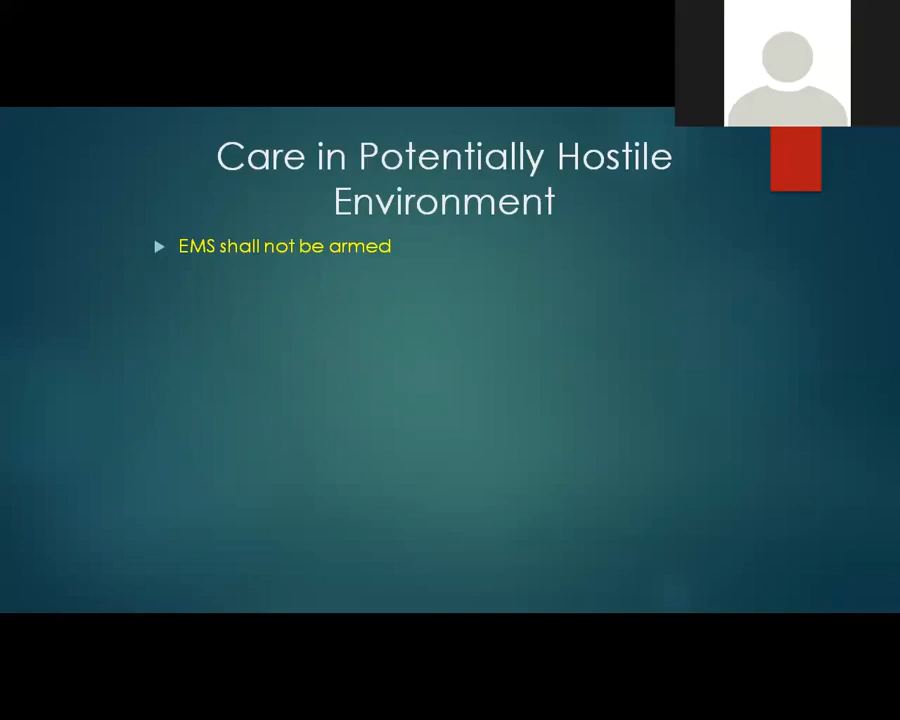 Care in Potentially Hostile
Environment
EMS shall not be armed